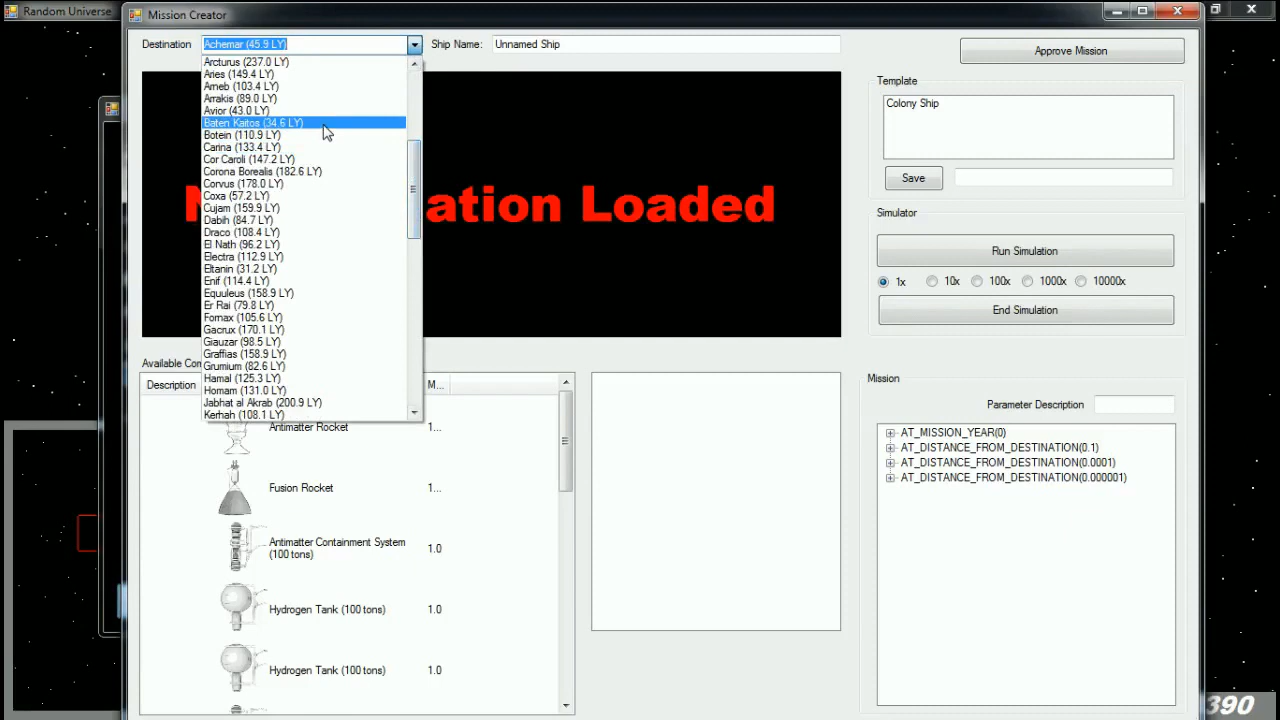 Random Universe
Mission Creator
Destination
Achemar (45.9 LY)
Ship Name:
Unnamed Ship
Approve Mission
Arcturus (237.0 LY)
Aries (149.4 LY)
Arneb (103.4 LY)
Arrakis (89.0 LY)
Avior (43.0 LY)
Baten Kaitos (34.6 LY)
Botein (110.9 LY)
Carina (133.4 LY)
Cor Caroli (147.2 LY)
Corona Borealis (182.6 LY)
Corvus (178.0 LY)
Coxa (57.2 LY)
Cujam (159.9 LY)
Dabih (84.7 LY)
Draco (108.4 LY)
El Nath (96.2 LY)
Electra (112.9 LY)
Eltanin (31.2 LY)
Enif (114.4 LY)
Equuleus (158.9 LY)
Er Rai (79.8 LY)
Fornax (105.6 LY)
Gacrux (170.1 LY)
Giauzar (98.5 LY)
Graffias (158.9 LY)
Grumium (82.6 LY)
Hamal (125.3 LY)
Homam (131.0 LY)
Jabhat al Akrab (200.9 LY)
Kerhah (108.1 LY)
ation Loaded
Template
Colony Ship
Save
Simulator
Run Simulation
1x 10x 100x 1000x 10000x
End Simulation
Available Con
Description
M...
Antimatter Rocket 1...
Fusion Rocket 1...
Antimatter Containment System
(100 tons) 1.0
Hydrogen Tank (100 tons) 1.0
Hydrogen Tank (100 tons) 1.0
Mission
Parameter Description
AT_MISSION_YEAR(0)
AT_DISTANCE_FROM_DESTINATION(0.1)
AT_DISTANCE_FROM_DESTINATION(0.0001)
AT_DISTANCE_FROM_DESTINATION(0.000001)
390